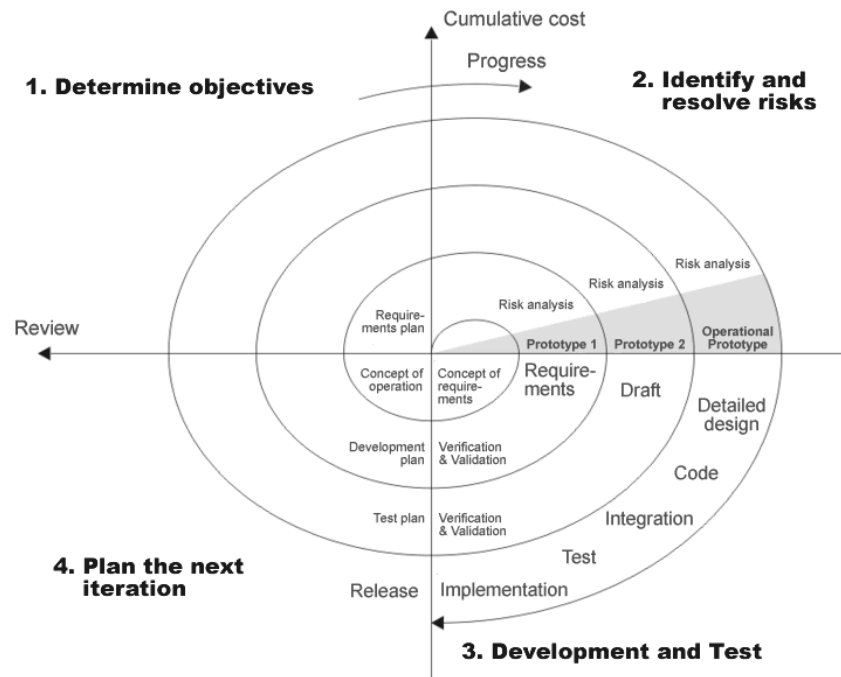 Cumulative cost
Progress
1. Determine objectives
2. Identify and
resolve risks
Risk analysis
Risk analysis
Risk analysis
Require-
ments plan
Operational
Prototype
Prototype 1
Prototype 2
Review
Concept of
operation
Concept of
require-
ments
Require-
ments
Draft
Detailed
design
Development
plan
Verification
& Validation
Code
Test plan
Verification
& Validation
Integration
Test
4. Plan the next
iteration
Release
Implementation
3. Development and Test